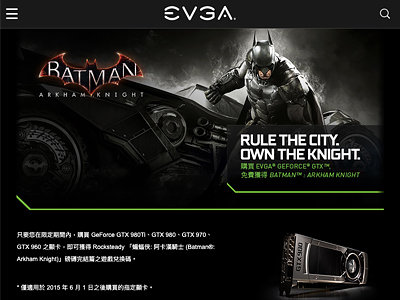 EVGA
BATMAN
ARKHAM KNIGHT
RULE THE CITY.
OWN THE KNIGHT.
購買 EVGA® GEFORCE® GTX™,
免費獲得 BATMAN™ : ARKHAM KNIGHT
只要您在限定期間內，購買 GeForce GTX 980Ti、GTX 980、GTX 970、
GTX 960 之顯卡，即可獲得 Rocksteady 「蝙蝠俠: 阿卡漢騎士 (Batman®:
Arkham Knight)」磅礡完結篇之遊戲兌換碼。
* 僅適用於 2015 年 6 月 1 日之後購買的指定顯卡。